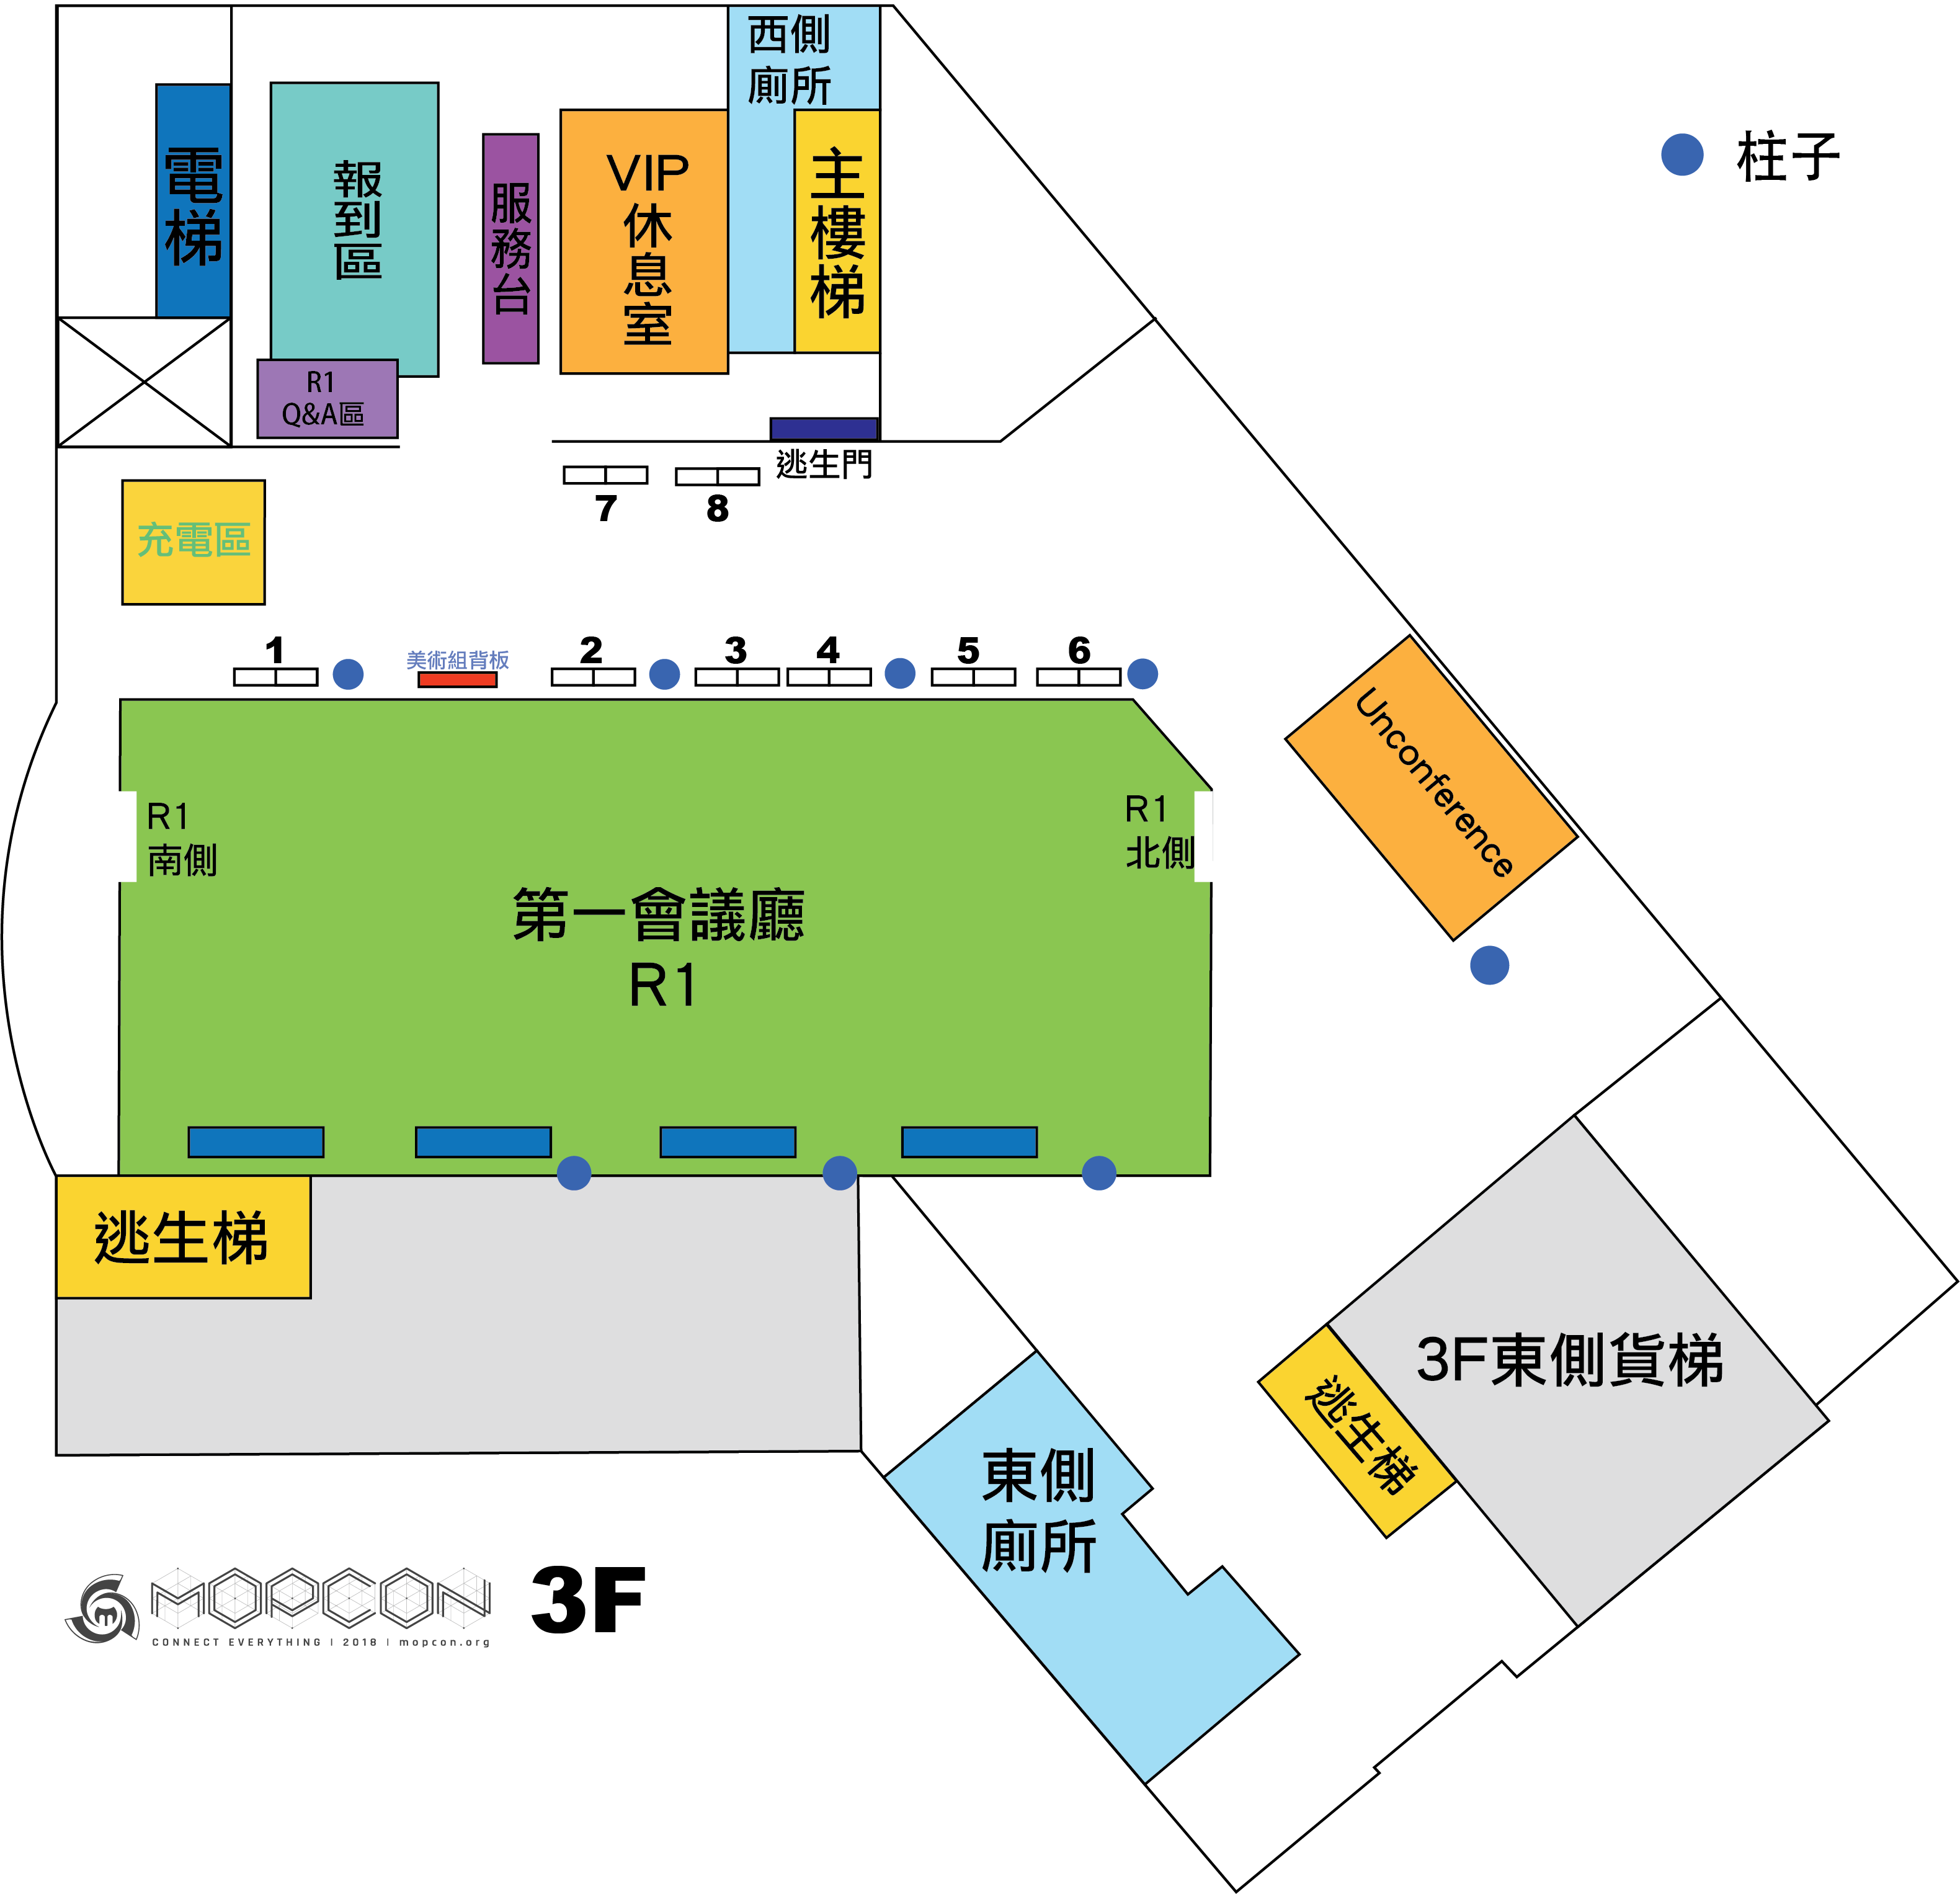 西側
廁所
柱子
電梯
報到區
服務台
VIP
休息室
主樓梯
R1
Q&A區
逃生門
7
8
充電區
1
美術組背板
2
3
4
5
6
Unconference
R1
南側
R1
北側
第一會議廳
R1
逃生梯
3F東側貨梯
逃生梯
東側
廁所
MOPCON
CONNECT EVERYTHING | 2018 | mopcon.org
3F